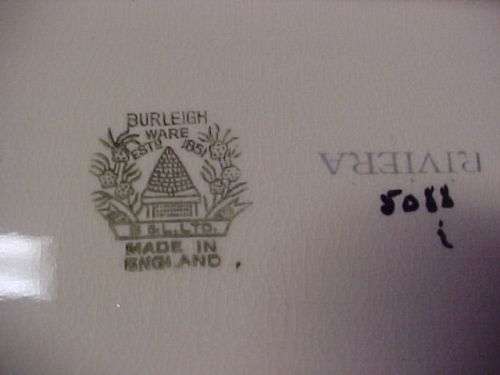 BURLEIGH
WARE
ESTD 1851
B & L. LTD.
MADE IN
ENGLAND
RIVIERA
5088
i